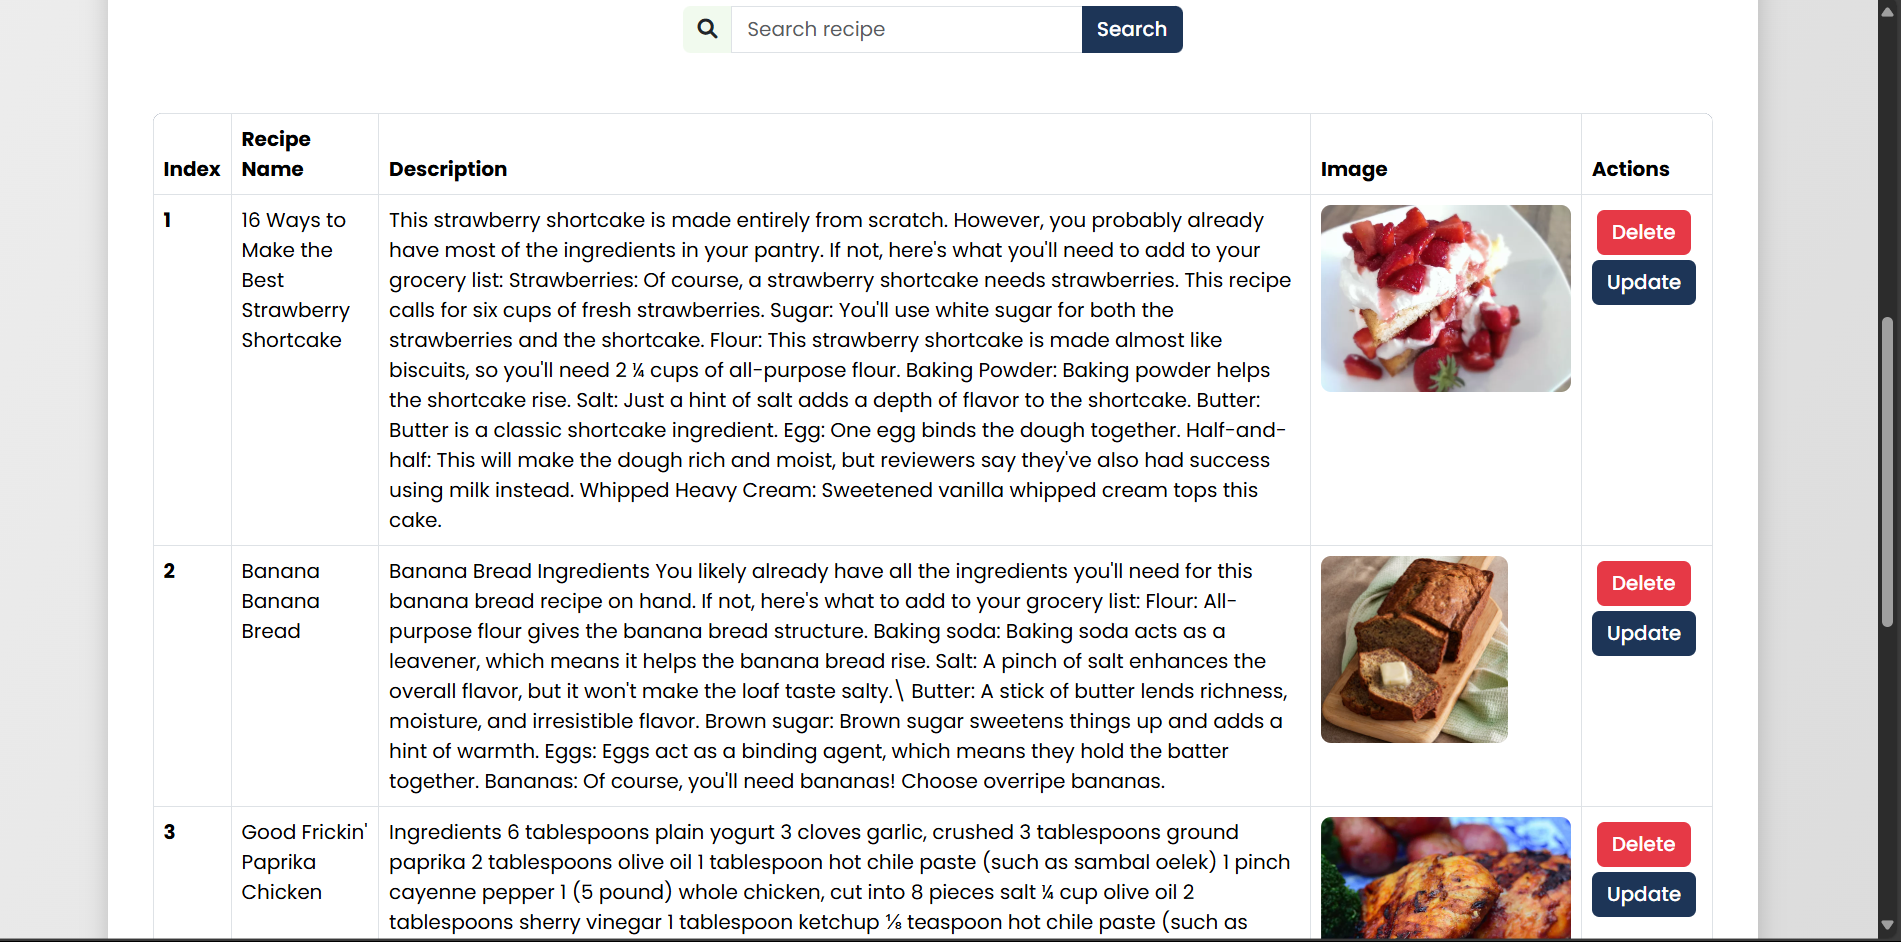 Search recipe
Search
Index
Recipe
Name
Description
Image
Actions
1
16 Ways to
Make the
Best
Strawberry
Shortcake
This strawberry shortcake is made entirely from scratch. However, you probably already
have most of the ingredients in your pantry. If not, here's what you'll need to add to your
grocery list: Strawberries: Of course, a strawberry shortcake needs strawberries. This recipe
calls for six cups of fresh strawberries. Sugar: You'll use white sugar for both the
strawberries and the shortcake. Flour: This strawberry shortcake is made almost like
biscuits, so you'll need 2 ¼ cups of all-purpose flour. Baking Powder: Baking powder helps
the shortcake rise. Salt: Just a hint of salt adds a depth of flavor to the shortcake. Butter:
Butter is a classic shortcake ingredient. Egg: One egg binds the dough together. Half-and-
half: This will make the dough rich and moist, but reviewers say they've also had success
using milk instead. Whipped Heavy Cream: Sweetened vanilla whipped cream tops this
cake.
Delete
Update
2
Banana
Banana
Bread
Banana Bread Ingredients You likely already have all the ingredients you'll need for this
banana bread recipe on hand. If not, here's what to add to your grocery list: Flour: All-
purpose flour gives the banana bread structure. Baking soda: Baking soda acts as a
leavener, which means it helps the banana bread rise. Salt: A pinch of salt enhances the
overall flavor, but it won't make the loaf taste salty.\ Butter: A stick of butter lends richness,
moisture, and irresistible flavor. Brown sugar: Brown sugar sweetens things up and adds a
hint of warmth. Eggs: Eggs act as a binding agent, which means they hold the batter
together. Bananas: Of course, you'll need bananas! Choose overripe bananas.
Delete
Update
3
Good Frickin'
Paprika
Chicken
Ingredients 6 tablespoons plain yogurt 3 cloves garlic, crushed 3 tablespoons ground
paprika 2 tablespoons olive oil 1 tablespoon hot chile paste (such as sambal oelek) 1 pinch
cayenne pepper 1 (5 pound) whole chicken, cut into 8 pieces salt ¼ cup olive oil 2
tablespoons sherry vinegar 1 tablespoon ketchup ⅛ teaspoon hot chile paste (such as
Delete
Update